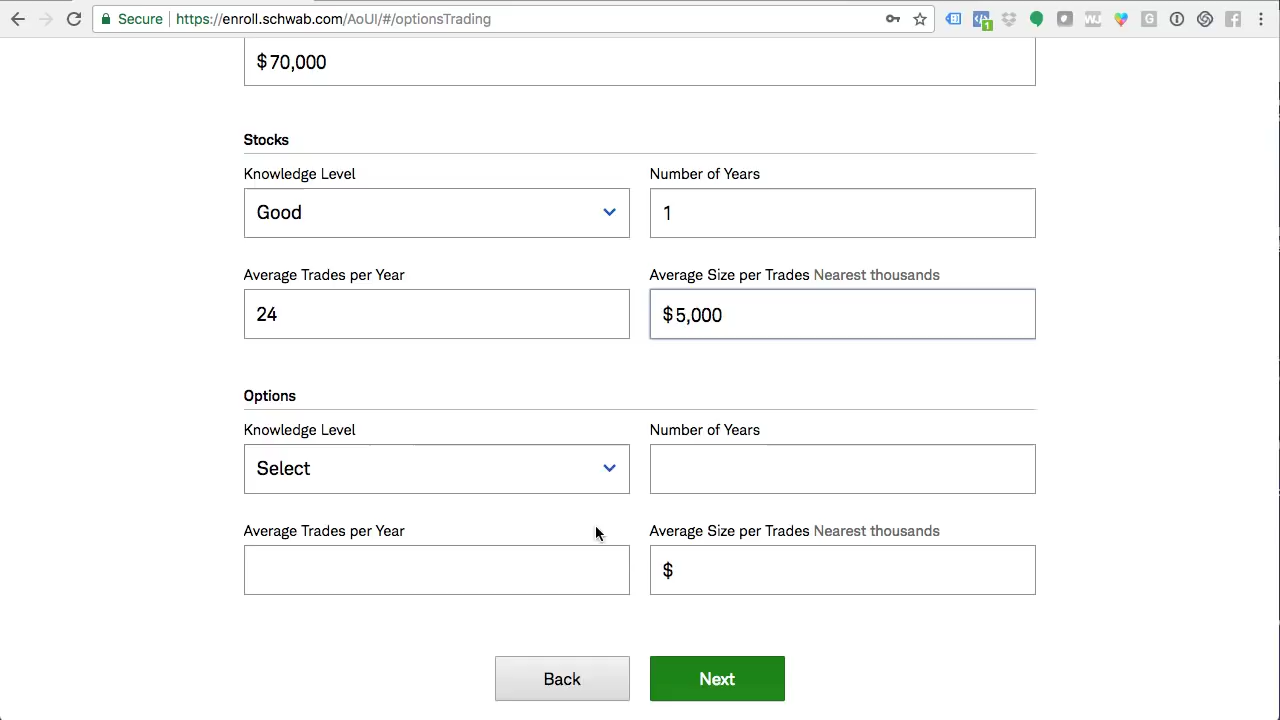 Secure https://enroll.schwab.com/AoUI/#/optionsTrading
1
WJ
G
$ 70,000
Stocks
Knowledge Level Number of Years
Good 1
Average Trades per Year Average Size per Trades Nearest thousands
24 $ 5,000
Options
Knowledge Level Number of Years
Select
Average Trades per Year Average Size per Trades Nearest thousands
$
Back Next